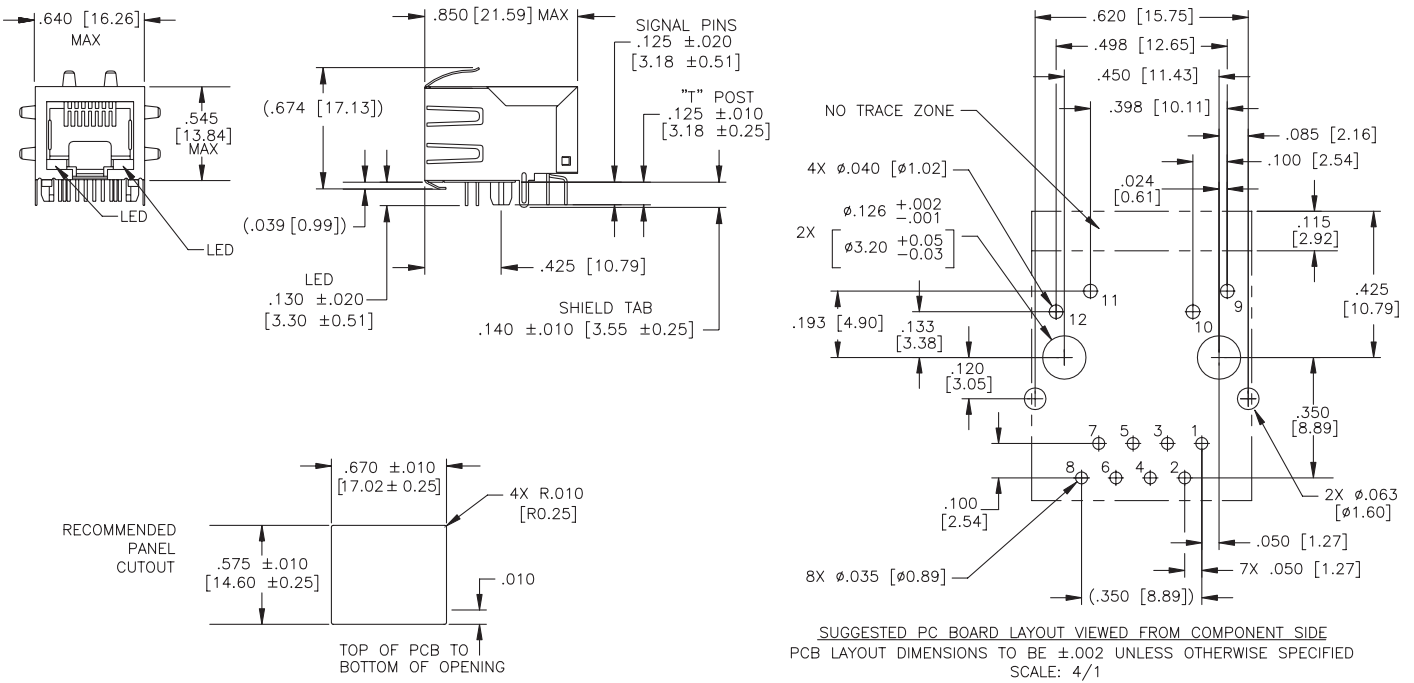 .640 [16.26]
MAX
.545
[13.84]
MAX
LED
LED
.850 [21.59] MAX
(.674 [17.13])
(.039 [0.99])
SIGNAL PINS
.125 ±.020
[3.18 ±0.51]
"T" POST
.125 ±.010
[3.18 ±0.25]
.425 [10.79]
LED
.130 ±.020
[3.30 ±0.51]
SHIELD TAB
.140 ±.010 [3.55 ±0.25]
RECOMMENDED
PANEL
CUTOUT
.670 ±.010
[17.02± 0.25]
4X R.010
[R0.25]
.575 ±.010
[14.60 ±0.25]
.010
TOP OF PCB TO
BOTTOM OF OPENING
.620 [15.75]
.498 [12.65]
.450 [11.43]
.398 [10.11]
NO TRACE ZONE
.085 [2.16]
.100 [2.54]
4X ø.040 [ø1.02]
.024
[0.61]
2X
ø.126 +.002
-.001
[ø3.20 +0.05
-0.03]
.115
[2.92]
.425
[10.79]
11
9
12
10
.193 [4.90]
.133
[3.38]
.120
[3.05]
.350
[8.89]
7 5 3 1
8 6 4 2
.100
[2.54]
2X ø.063
[ø1.60]
.050 [1.27]
7X .050 [1.27]
8X ø.035 [ø0.89]
(.350 [8.89])
SUGGESTED PC BOARD LAYOUT VIEWED FROM COMPONENT SIDE
PCB LAYOUT DIMENSIONS TO BE ±.002 UNLESS OTHERWISE SPECIFIED
SCALE: 4/1